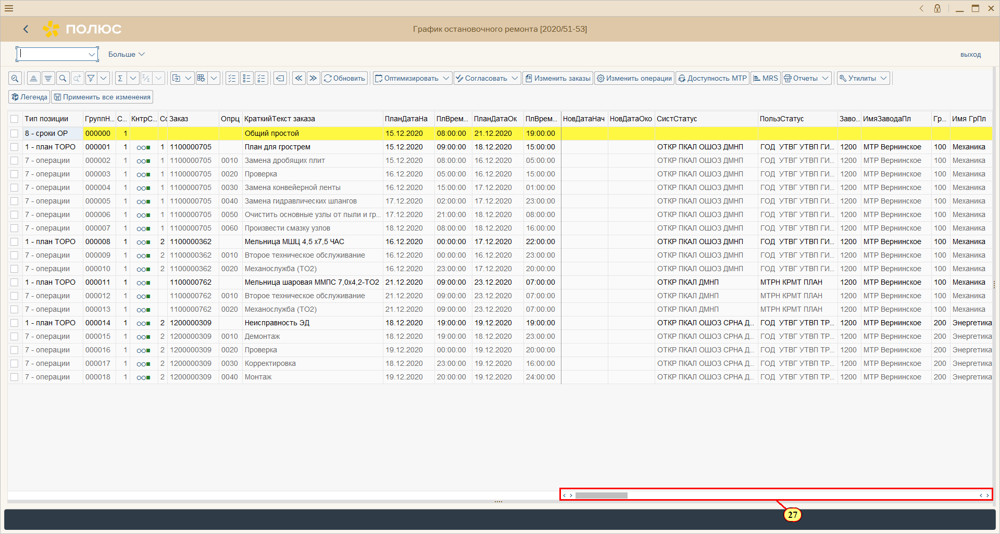 ПОЛЮС
График остановочного ремонта [2020/51-53]
Больше
выход
Обновить Оптимизировать Согласовать Изменить заказы Изменить операции Доступность МТР MRS Отчеты Утилиты
Легенда Применить все изменения
Тип позиции ГруппН... С... КнтрС... Сс Заказ Опрц КраткийТекст заказа ПланДатаНа ПлВрем... ПланДатаОк ПлВрем... НовДатаНач НовДатаОко СистСтатус ПользСтатус Заво... ИмяЗаводаПл Гр... Имя ГрПл
8 - сроки ОР 000000 1 Общий простой 15.12.2020 08:00:00 21.12.2020 19:00:00
1 - план ТОРО 000001 1 1 1100000705 План для грострем 15.12.2020 09:00:00 18.12.2020 15:00:00 ОТКР ПКАЛ ОШОЗ ДМНП ГОД УТВГ УТВП ГИ... 1200 МТР Вернинское 100 Механика
7 - операции 000002 1 1 1100000705 0010 Замена дробящих плит 15.12.2020 08:00:00 16.12.2020 05:00:00 ОТКР ПКАЛ ОШОЗ ДМНП ГОД УТВГ УТВП ГИ... 1200 МТР Вернинское 100 Механика
7 - операции 000003 1 1 1100000705 0020 Проверка 16.12.2020 05:00:00 16.12.2020 15:00:00 ОТКР ПКАЛ ОШОЗ ДМНП ГОД УТВГ УТВП ГИ... 1200 МТР Вернинское 100 Механика
7 - операции 000004 1 1 1100000705 0030 Замена конвейерной ленты 16.12.2020 15:00:00 17.12.2020 01:00:00 ОТКР ПКАЛ ОШОЗ ДМНП ГОД УТВГ УТВП ГИ... 1200 МТР Вернинское 100 Механика
7 - операции 000005 1 1 1100000705 0040 Замена гидравлических шлангов 17.12.2020 02:00:00 17.12.2020 23:00:00 ОТКР ПКАЛ ОШОЗ ДМНП ГОД УТВГ УТВП ГИ... 1200 МТР Вернинское 100 Механика
7 - операции 000006 1 1 1100000705 0050 Очистить основные узлы от пыли и гр... 17.12.2020 21:00:00 18.12.2020 08:00:00 ОТКР ПКАЛ ОШОЗ ДМНП ГОД УТВГ УТВП ГИ... 1200 МТР Вернинское 100 Механика
7 - операции 000007 1 1 1100000705 0060 Произвести смазку узлов 18.12.2020 08:00:00 18.12.2020 16:00:00 ОТКР ПКАЛ ОШОЗ ДМНП ГОД УТВГ УТВП ГИ... 1200 МТР Вернинское 100 Механика
1 - план ТОРО 000008 1 2 1100000362 Мельница МШЦ 4,5 х7,5 ЧАС 16.12.2020 00:00:00 17.12.2020 22:00:00 ОТКР ПКАЛ ОШОЗ ДМНП ГОД УТВГ УТВП ГИ... 1200 МТР Вернинское 100 Механика
7 - операции 000009 1 2 1100000362 0010 Второе техническое обслуживание 16.12.2020 00:00:00 16.12.2020 23:00:00 ОТКР ПКАЛ ОШОЗ ДМНП ГОД УТВГ УТВП ГИ... 1200 МТР Вернинское 100 Механика
7 - операции 000010 1 2 1100000362 0020 Механослужба (ТО2) 16.12.2020 23:00:00 17.12.2020 20:00:00 ОТКР ПКАЛ ОШОЗ ДМНП ГОД УТВГ УТВП ГИ... 1200 МТР Вернинское 100 Механика
1 - план ТОРО 000011 1 1100000762 Мельница шаровая ММПС 7,0х4,2-ТО2 21.12.2020 09:00:00 23.12.2020 07:00:00 ОТКР ПКАЛ ДМНП МТРН КРМТ ПЛАН 1200 МТР Вернинское 100 Механика
7 - операции 000012 1 1100000762 0010 Второе техническое обслуживание 21.12.2020 09:00:00 23.12.2020 07:00:00 ОТКР ПКАЛ ДМНП МТРН КРМТ ПЛАН 1200 МТР Вернинское 100 Механика
7 - операции 000013 1 1100000762 0020 Механослужба (ТО2) 21.12.2020 09:00:00 23.12.2020 07:00:00 ОТКР ПКАЛ ДМНП МТРН КРМТ ПЛАН 1200 МТР Вернинское 100 Механика
1 - план ТОРО 000014 1 2 1200000309 Неисправность ЭД 18.12.2020 19:00:00 19.12.2020 19:00:00 ОТКР ПКАЛ ОШОЗ СРНА Д... ГОД УТВГ УТВП ТР... 1200 МТР Вернинское 200 Энергетика
7 - операции 000015 1 2 1200000309 0010 Демонтаж 18.12.2020 19:00:00 18.12.2020 23:00:00 ОТКР ПКАЛ ОШОЗ СРНА Д... ГОД УТВГ УТВП ТР... 1200 МТР Вернинское 200 Энергетика
7 - операции 000016 1 2 1200000309 0020 Проверка 19.12.2020 00:00:00 19.12.2020 20:00:00 ОТКР ПКАЛ ОШОЗ СРНА Д... ГОД УТВГ УТВП ТР... 1200 МТР Вернинское 200 Энергетика
7 - операции 000017 1 2 1200000309 0030 Корректировка 18.12.2020 23:00:00 19.12.2020 16:00:00 ОТКР ПКАЛ ОШОЗ СРНА Д... ГОД УТВГ УТВП ТР... 1200 МТР Вернинское 200 Энергетика
7 - операции 000018 1 2 1200000309 0040 Монтаж 19.12.2020 20:00:00 19.12.2020 24:00:00 ОТКР ПКАЛ ОШОЗ СРНА Д... ГОД УТВГ УТВП ТР... 1200 МТР Вернинское 200 Энергетика
27